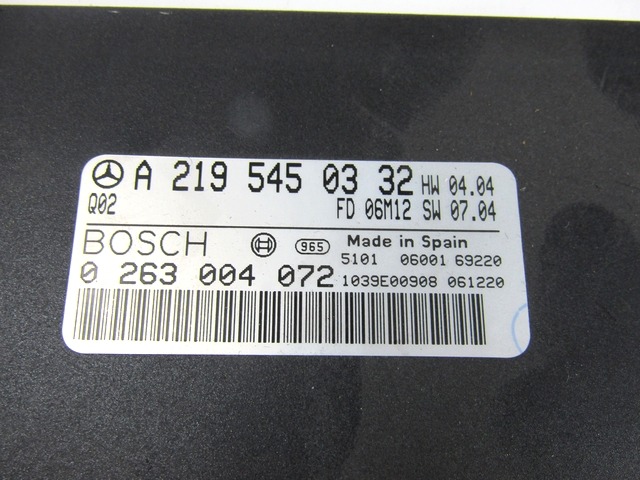 A 219 545 03 32 HW 04.04
Q02 FD 06M12 SW 07.04
BOSCH 965 Made in Spain
5101 06001 69220
0 263 004 072 1039E00908 061220